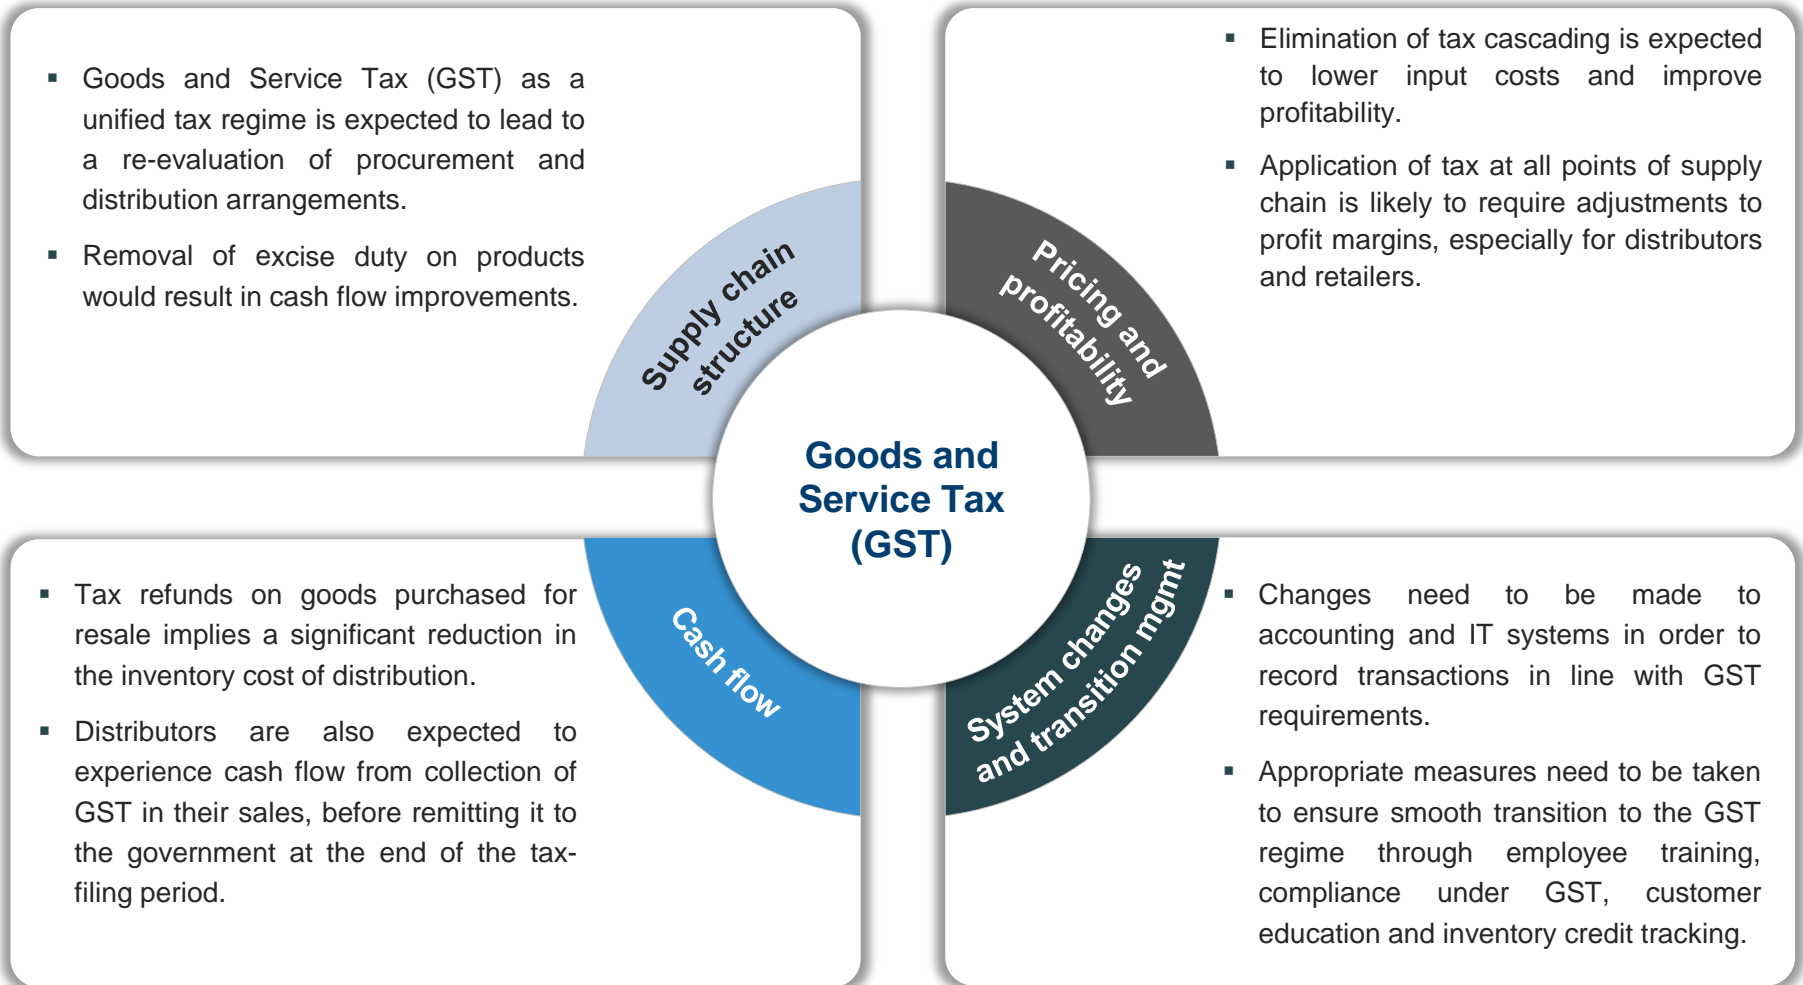 ▪ Goods and Service Tax (GST) as a
unified tax regime is expected to lead to
a re-evaluation of procurement and
distribution arrangements.
▪ Removal of excise duty on products
would result in cash flow improvements.
Supply chain
structure
▪ Elimination of tax cascading is expected
to lower input costs and improve
profitability.
▪ Application of tax at all points of supply
chain is likely to require adjustments to
profit margins, especially for distributors
and retailers.
Pricing and
profitability
Goods and
Service Tax
(GST)
▪ Tax refunds on goods purchased for
resale implies a significant reduction in
the inventory cost of distribution.
▪ Distributors are also expected to
experience cash flow from collection of
GST in their sales, before remitting it to
the government at the end of the tax-
filing period.
Cash flow
System changes
and transition mgmt
▪ Changes need to be made to
accounting and IT systems in order to
record transactions in line with GST
requirements.
▪ Appropriate measures need to be taken
to ensure smooth transition to the GST
regime through employee training,
compliance under GST, customer
education and inventory credit tracking.